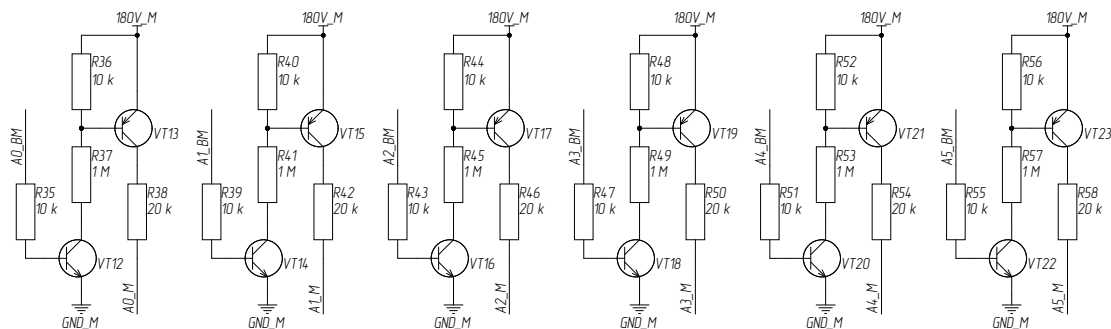 180V_M
R36
10 k
VT13
A0_BM
R37
1 M
R35
10 k
R38
20 k
VT12
A0_M
GND_M
180V_M
R40
10 k
VT15
A1_BM
R41
1 M
R39
10 k
R42
20 k
VT14
A1_M
GND_M
180V_M
R44
10 k
VT17
A2_BM
R45
1 M
R43
10 k
R46
20 k
VT16
A2_M
GND_M
180V_M
R48
10 k
VT19
A3_BM
R49
1 M
R47
10 k
R50
20 k
VT18
A3_M
GND_M
180V_M
R52
10 k
VT21
A4_BM
R53
1 M
R51
10 k
R54
20 k
VT20
A4_M
GND_M
180V_M
R56
10 k
VT23
A5_BM
R57
1 M
R55
10 k
R58
20 k
VT22
A5_M
GND_M